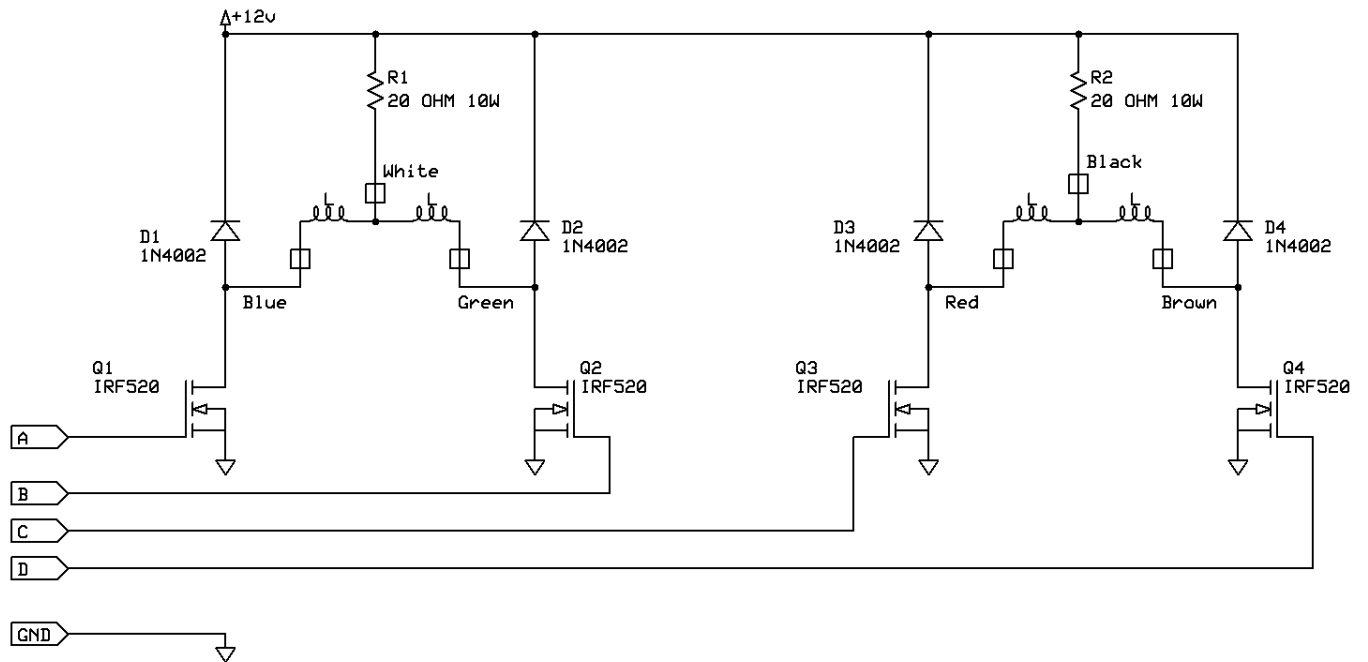 +12v
R1
20 OHM 10W
R2
20 OHM 10W
White
Black
L
L
L
L
D1
1N4002
D2
1N4002
D3
1N4002
D4
1N4002
Blue
Green
Red
Brown
Q1
IRF520
Q2
IRF520
Q3
IRF520
Q4
IRF520
A
B
C
D
GND